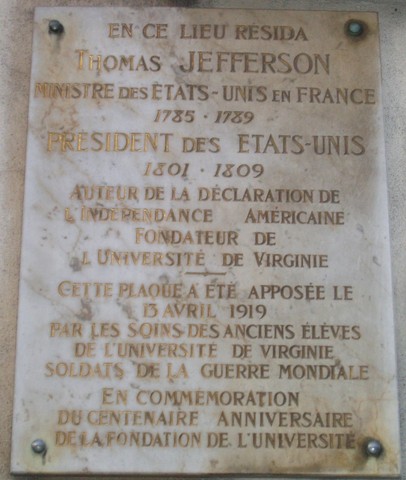 EN CE LIEU RESIDA
THOMAS JEFFERSON
MINISTRE DES ETATS-UNIS EN FRANCE
1785 · 1789
PRÉSIDENT DES ETATS-UNIS
1801 · 1809
AUTEUR DE LA DÉCLARATION DE
L'INDÉPENDANCE AMÉRICAINE
FONDATEUR DE
L'UNIVERSITÉ DE VIRGINIE
CETTE PLAQUE A ÉTÉ APPOSÉE LE
13 AVRIL 1919
PAR LES SOINS DES ANCIENS ÉLÈVES
DE L'UNIVERSITÉ DE VIRGINIE
SOLDATS DE LA GUERRE MONDIALE
EN COMMÉMORATION
DU CENTENAIRE ANNIVERSAIRE
DE LA FONDATION DE L'UNIVERSITÉ